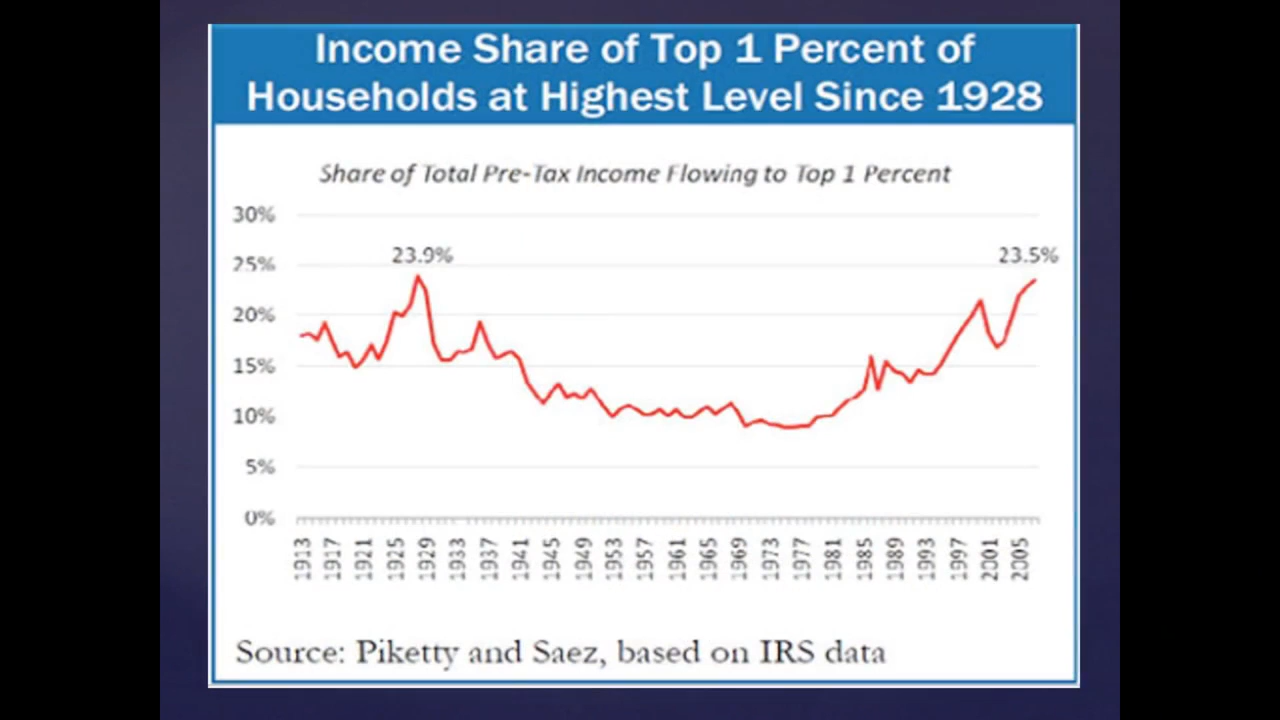 Income Share of Top 1 Percent of
Households at Highest Level Since 1928
Share of Total Pre-Tax Income Flowing to Top 1 Percent
30%
23.9%
23.5%
25%
20%
15%
10%
5%
0%
1913 1917 1921 1925 1929 1933 1937 1941 1945 1949 1953 1957 1961 1965 1969 1973 1977 1981 1985 1989 1993 1997 2001 2005
Source: Piketty and Saez, based on IRS data